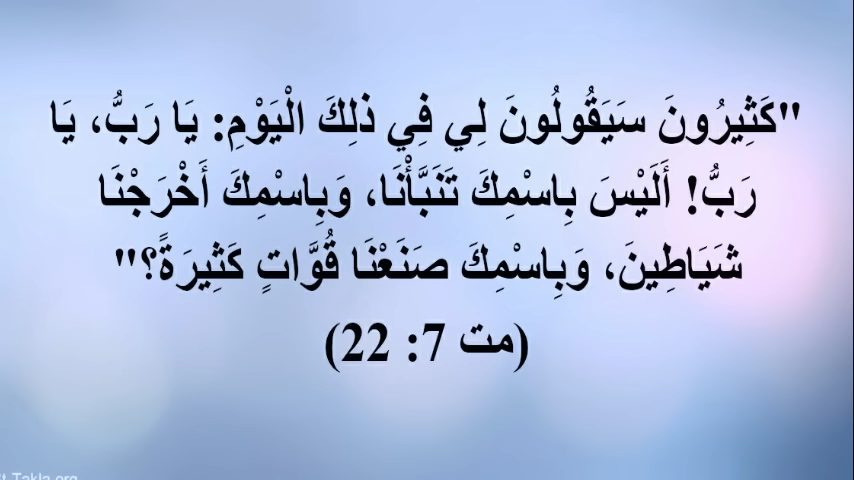 "كَثِيرُونَ سَيَقُولُونَ لِي فِي ذلِكَ الْيَوْمِ: يَا رَبُّ، يَا
رَبُّ! أَلَيْسَ بِاسْمِكَ تَنَبَّأْنَا، وَبِاسْمِكَ أَخْرَجْنَا
شَيَاطِينَ، وَبِاسْمِكَ صَنَعْنَا قُوَّاتٍ كَثِيرَةً؟"
(مت 7: 22)